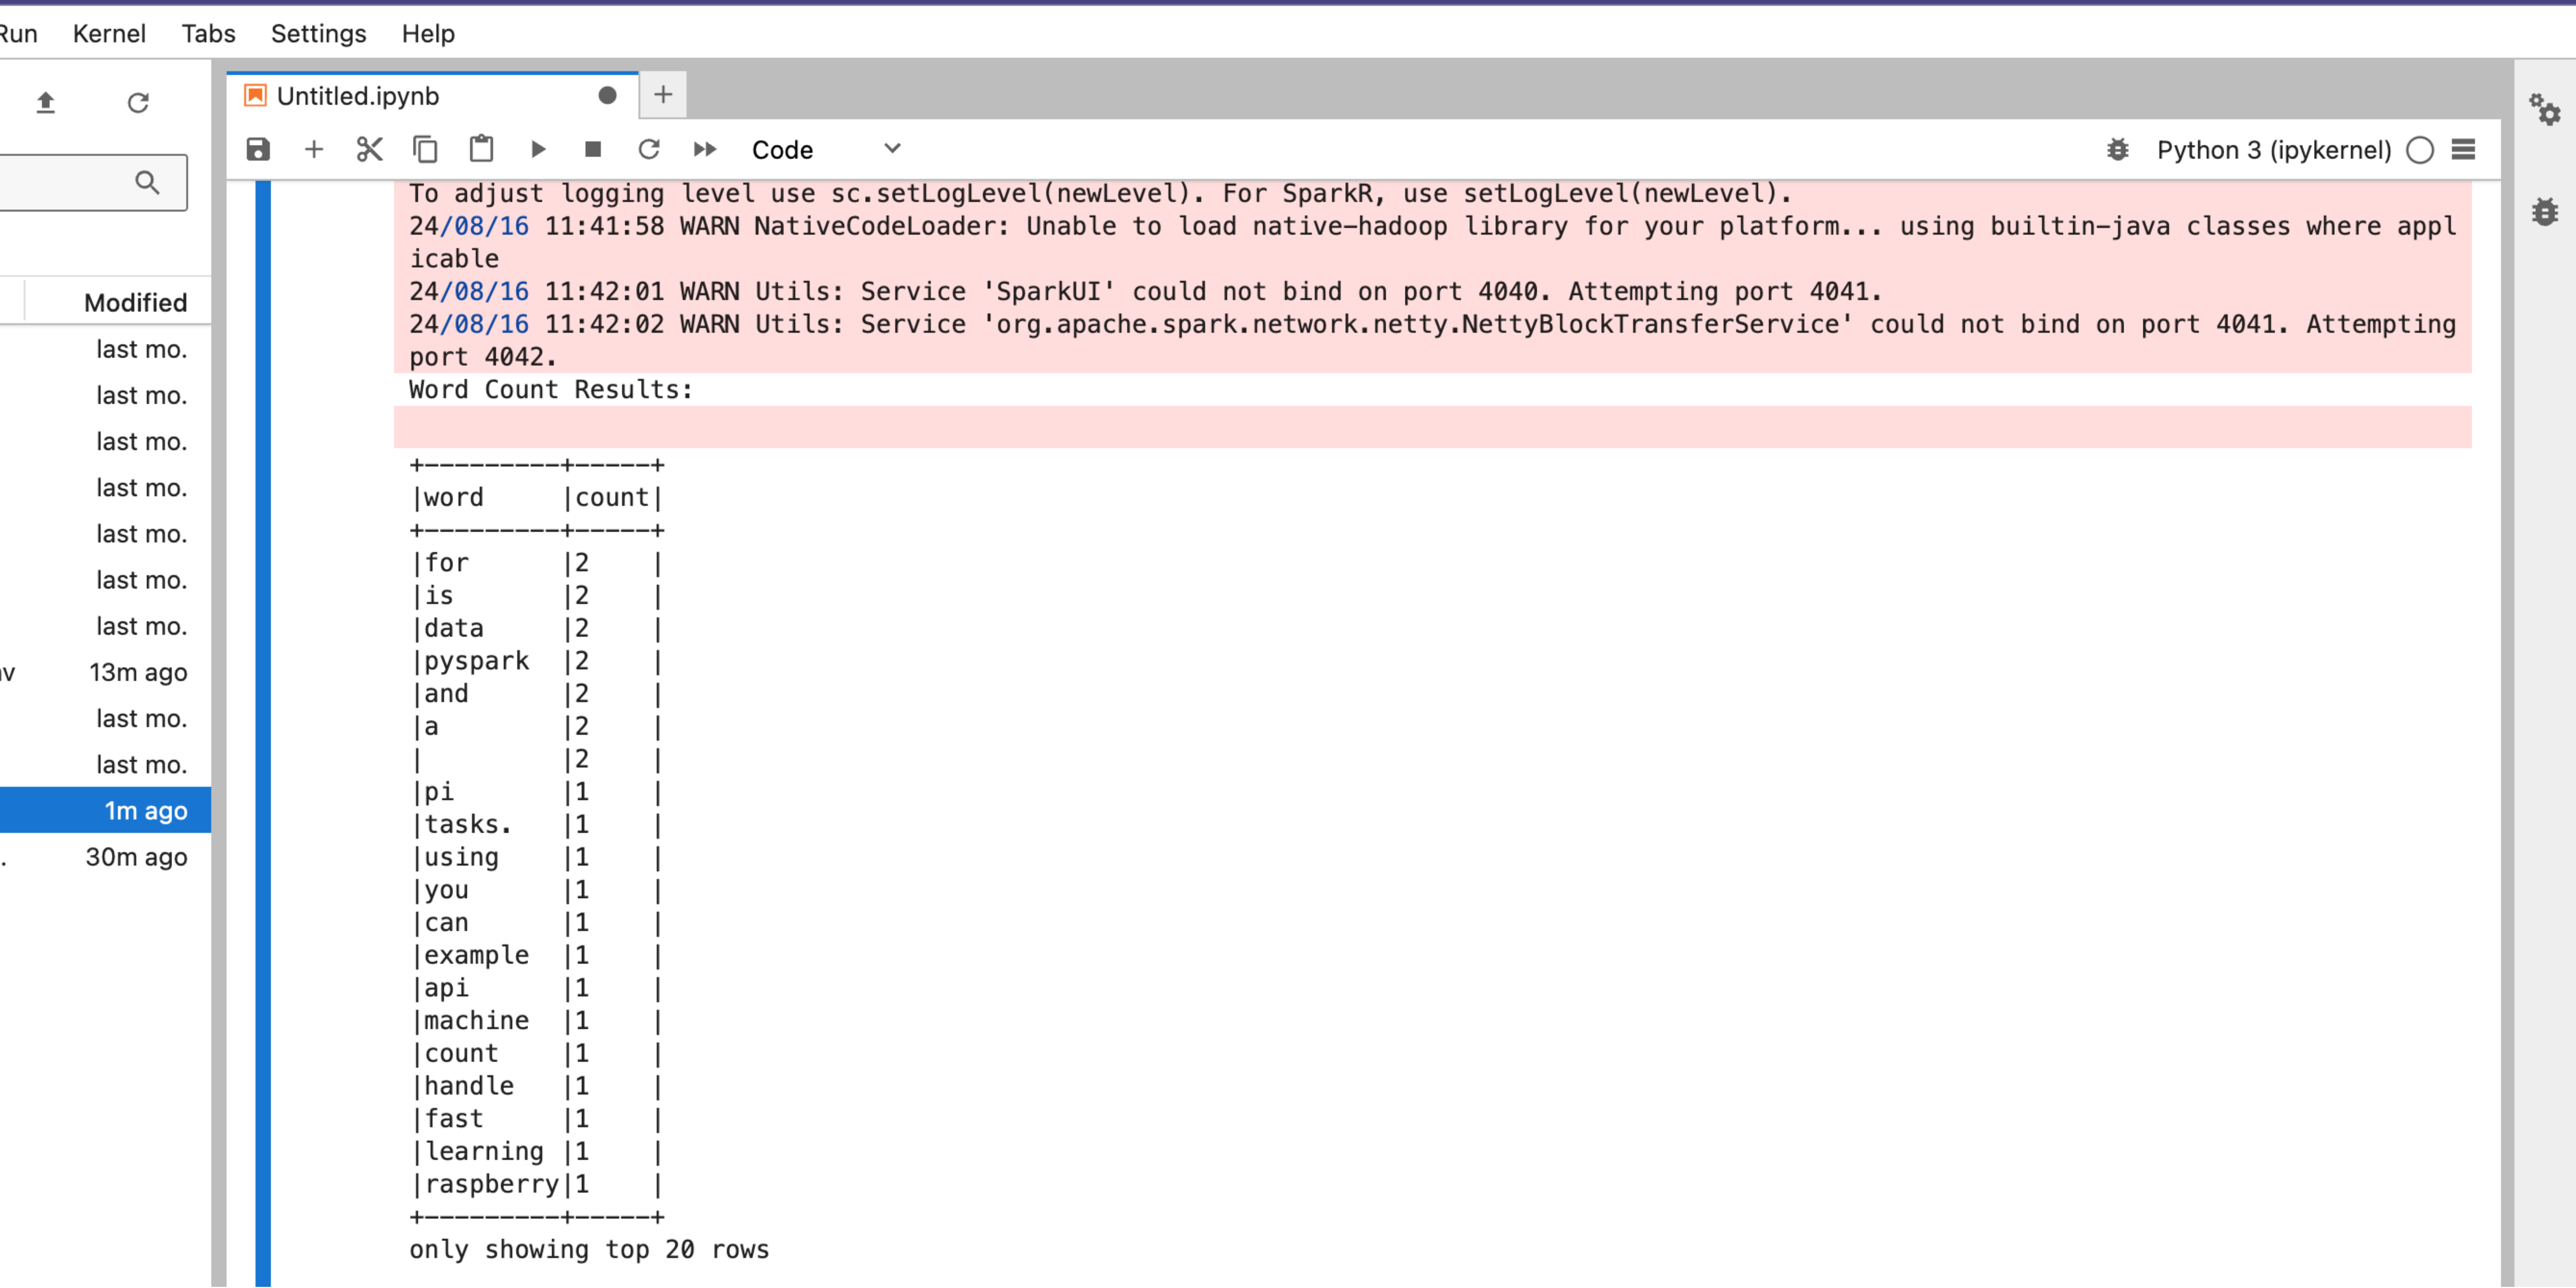 Run Kernel Tabs Settings Help
Untitled.ipynb
Code
Python 3 (ipykernel)
Modified
last mo.
last mo.
last mo.
last mo.
last mo.
last mo.
last mo.
13m ago
last mo.
last mo.
1m ago
. 30m ago
To adjust logging level use sc.setLogLevel(newLevel). For SparkR, use setLogLevel(newLevel).
24/08/16 11:41:58 WARN NativeCodeLoader: Unable to load native-hadoop library for your platform... using builtin-java classes where appl
icable
24/08/16 11:42:01 WARN Utils: Service 'SparkUI' could not bind on port 4040. Attempting port 4041.
24/08/16 11:42:02 WARN Utils: Service 'org.apache.spark.network.netty.NettyBlockTransferService' could not bind on port 4041. Attempting
port 4042.
Word Count Results:
+---------+-----+
|word     |count|
+---------+-----+
|for      |2    |
|is       |2    |
|data     |2    |
|pyspark  |2    |
|and      |2    |
|a        |2    |
|         |2    |
|pi       |1    |
|tasks.   |1    |
|using    |1    |
|you      |1    |
|can      |1    |
|example  |1    |
|api      |1    |
|machine  |1    |
|count    |1    |
|handle   |1    |
|fast     |1    |
|learning |1    |
|raspberry|1    |
+---------+-----+
only showing top 20 rows